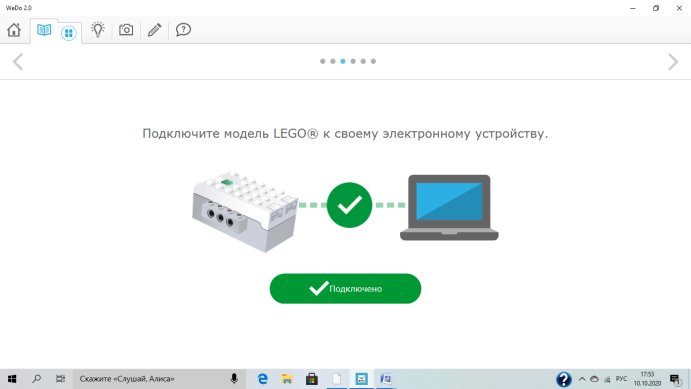 WeDo 2.0
Подключите модель LEGO® к своему электронному устройству.
Подключено
Скажите «Слушай, Алиса»
РУС
17:53
10.10.2020